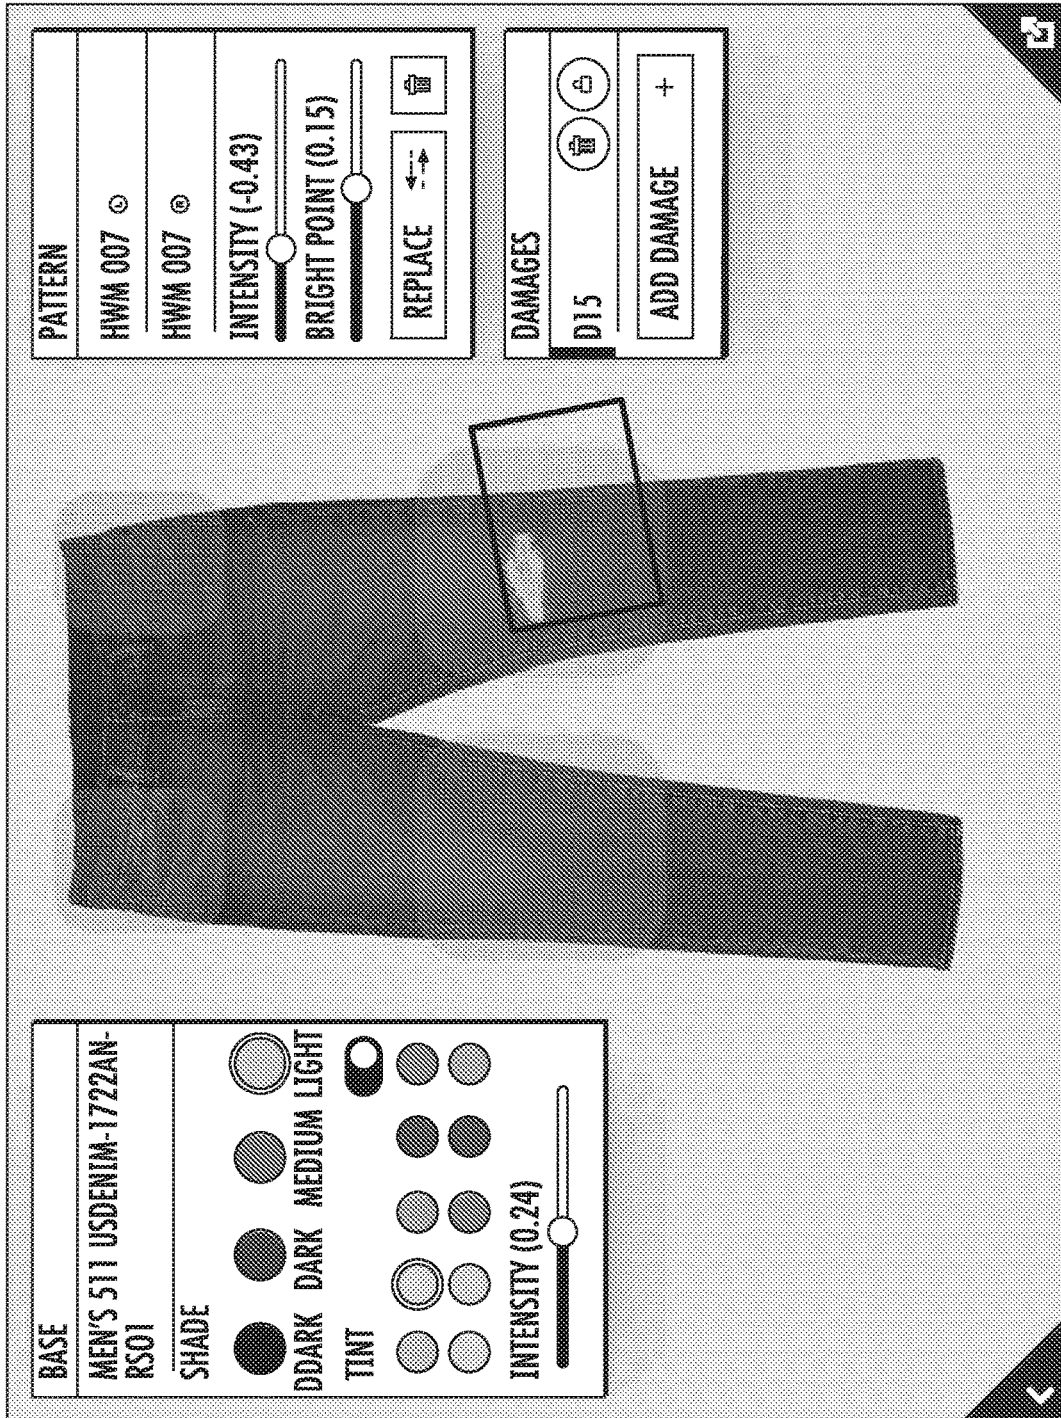 BASE
MEN'S 511 USDENIM-1722AN-
RS01
SHADE
DDARK DARK MEDIUM LIGHT
TINT
INTENSITY (0.24)
PATTERN
HWM 007 L
HWM 007 R
INTENSITY (-0.43)
BRIGHT POINT (0.15)
REPLACE
DAMAGES
D15
ADD DAMAGE +